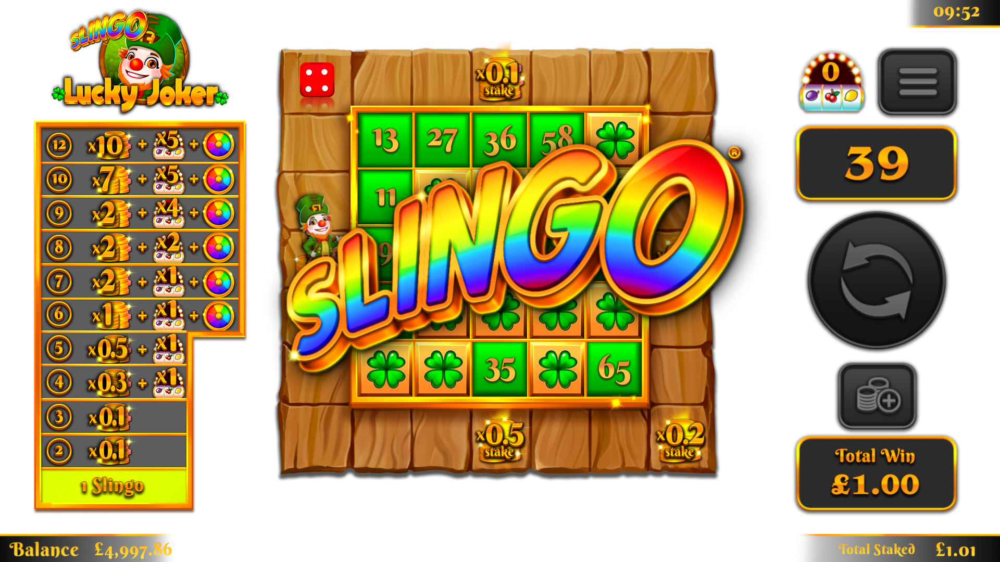 SLINGO
Lucky Joker
12 x10 + x5 +
10 x7 + x5 +
9 x2 + x4 +
8 x2 + x2 +
7 x2 + x1 +
6 x1 + x1 +
5 x0.5 + x1
4 x0.3 + x1
3 x0.1
2 x0.1
1 Slingo
Balance £4,997.86
x0.1
stake
13 27 36 58
11
9
SLINGO®
35 65
x0.5
stake
x0.2
stake
09:52
0
39
Total Win
£1.00
Total Staked £1.01